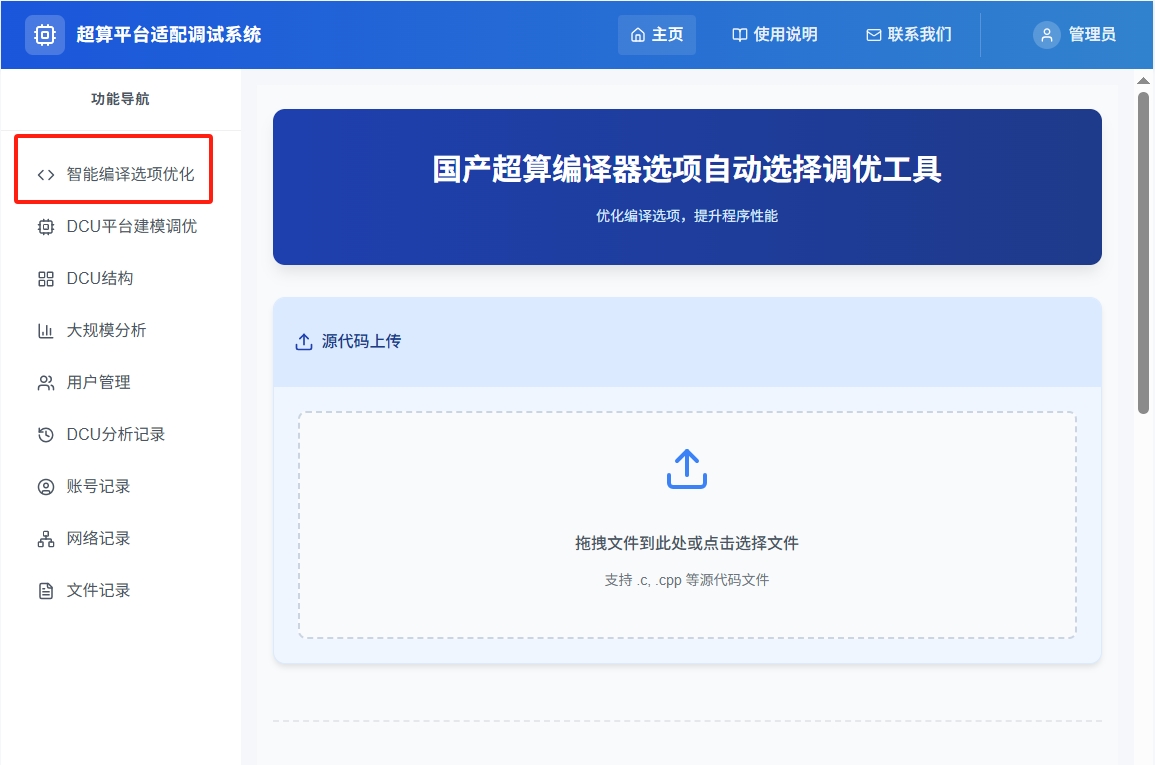 超算平台适配调试系统
主页
使用说明
联系我们
管理员
功能导航
智能编译选项优化
DCU平台建模调优
DCU结构
大规模分析
用户管理
DCU分析记录
账号记录
网络记录
文件记录
国产超算编译器选项自动选择调优工具
优化编译选项，提升程序性能
源代码上传
拖拽文件到此处或点击选择文件
支持 .c, .cpp 等源代码文件